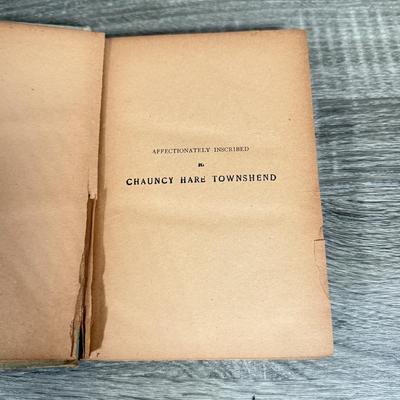 AFFECTIONATELY INSCRIBED
CHAUNCY HARE TOWNSHEND